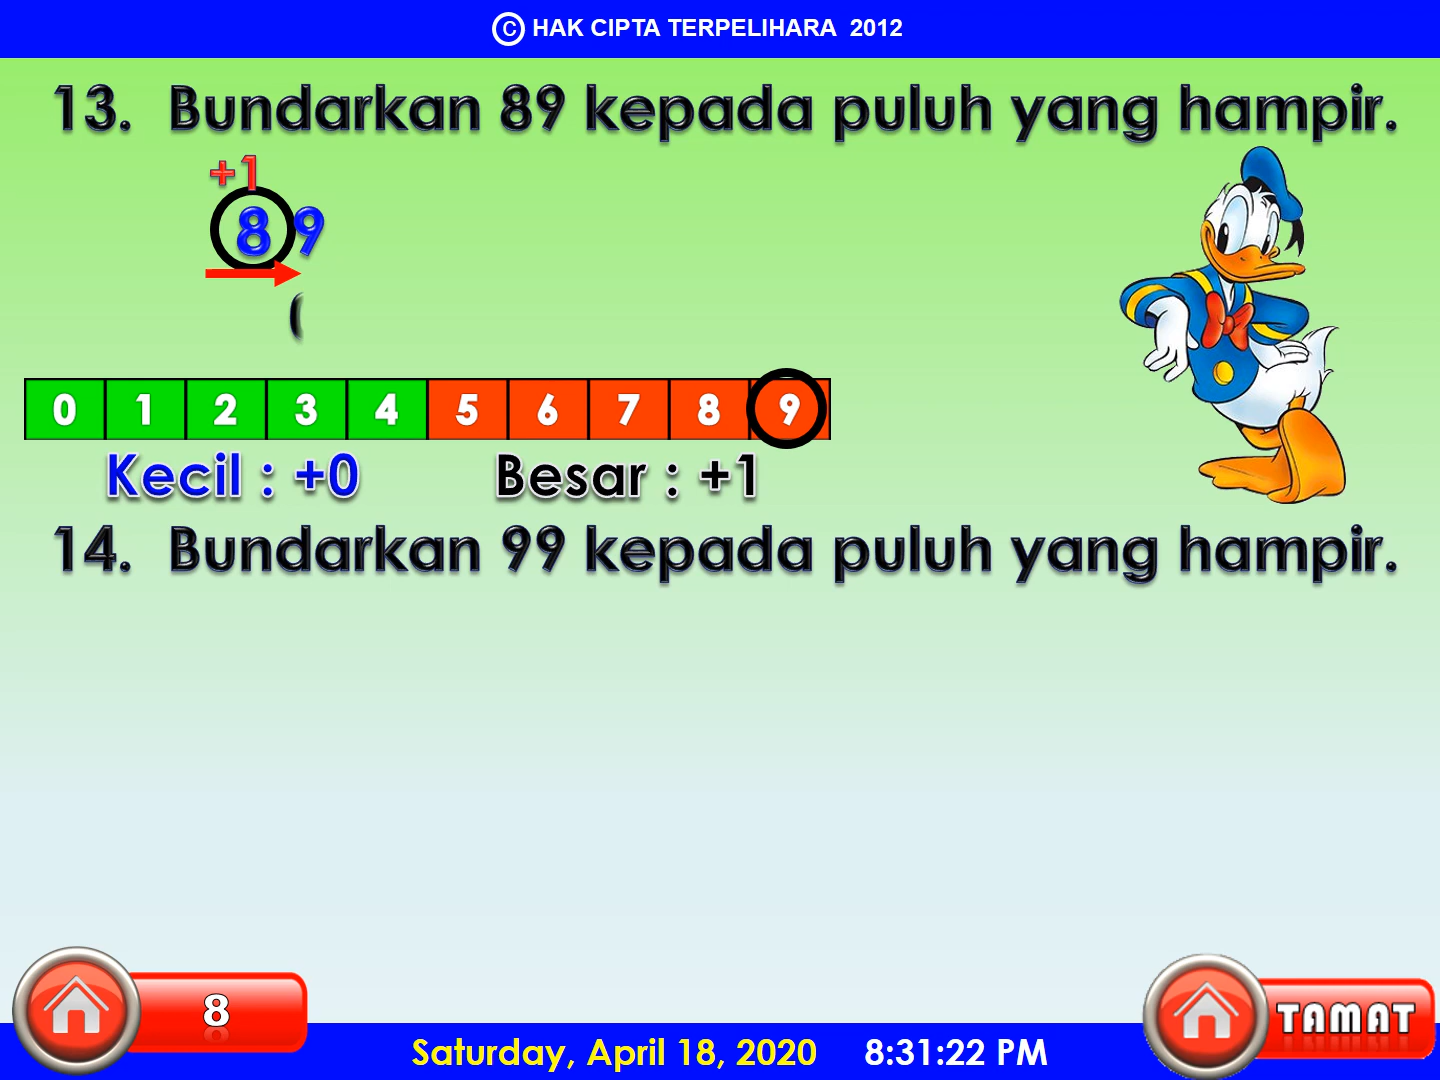 © HAK CIPTA TERPELIHARA 2012
13. Bundarkan 89 kepada puluh yang hampir.
+1
8 9
(
0 1 2 3 4 5 6 7 8 9
Kecil : +0 Besar : +1
14. Bundarkan 99 kepada puluh yang hampir.
8
TAMAT
Saturday, April 18, 2020 8:31:22 PM